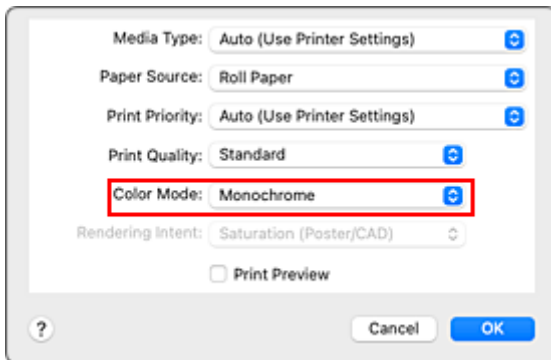 Media Type: Auto (Use Printer Settings)
Paper Source: Roll Paper
Print Priority: Auto (Use Printer Settings)
Print Quality: Standard
Color Mode: Monochrome
Rendering Intent: Saturation (Poster/CAD)
Print Preview
? Cancel OK